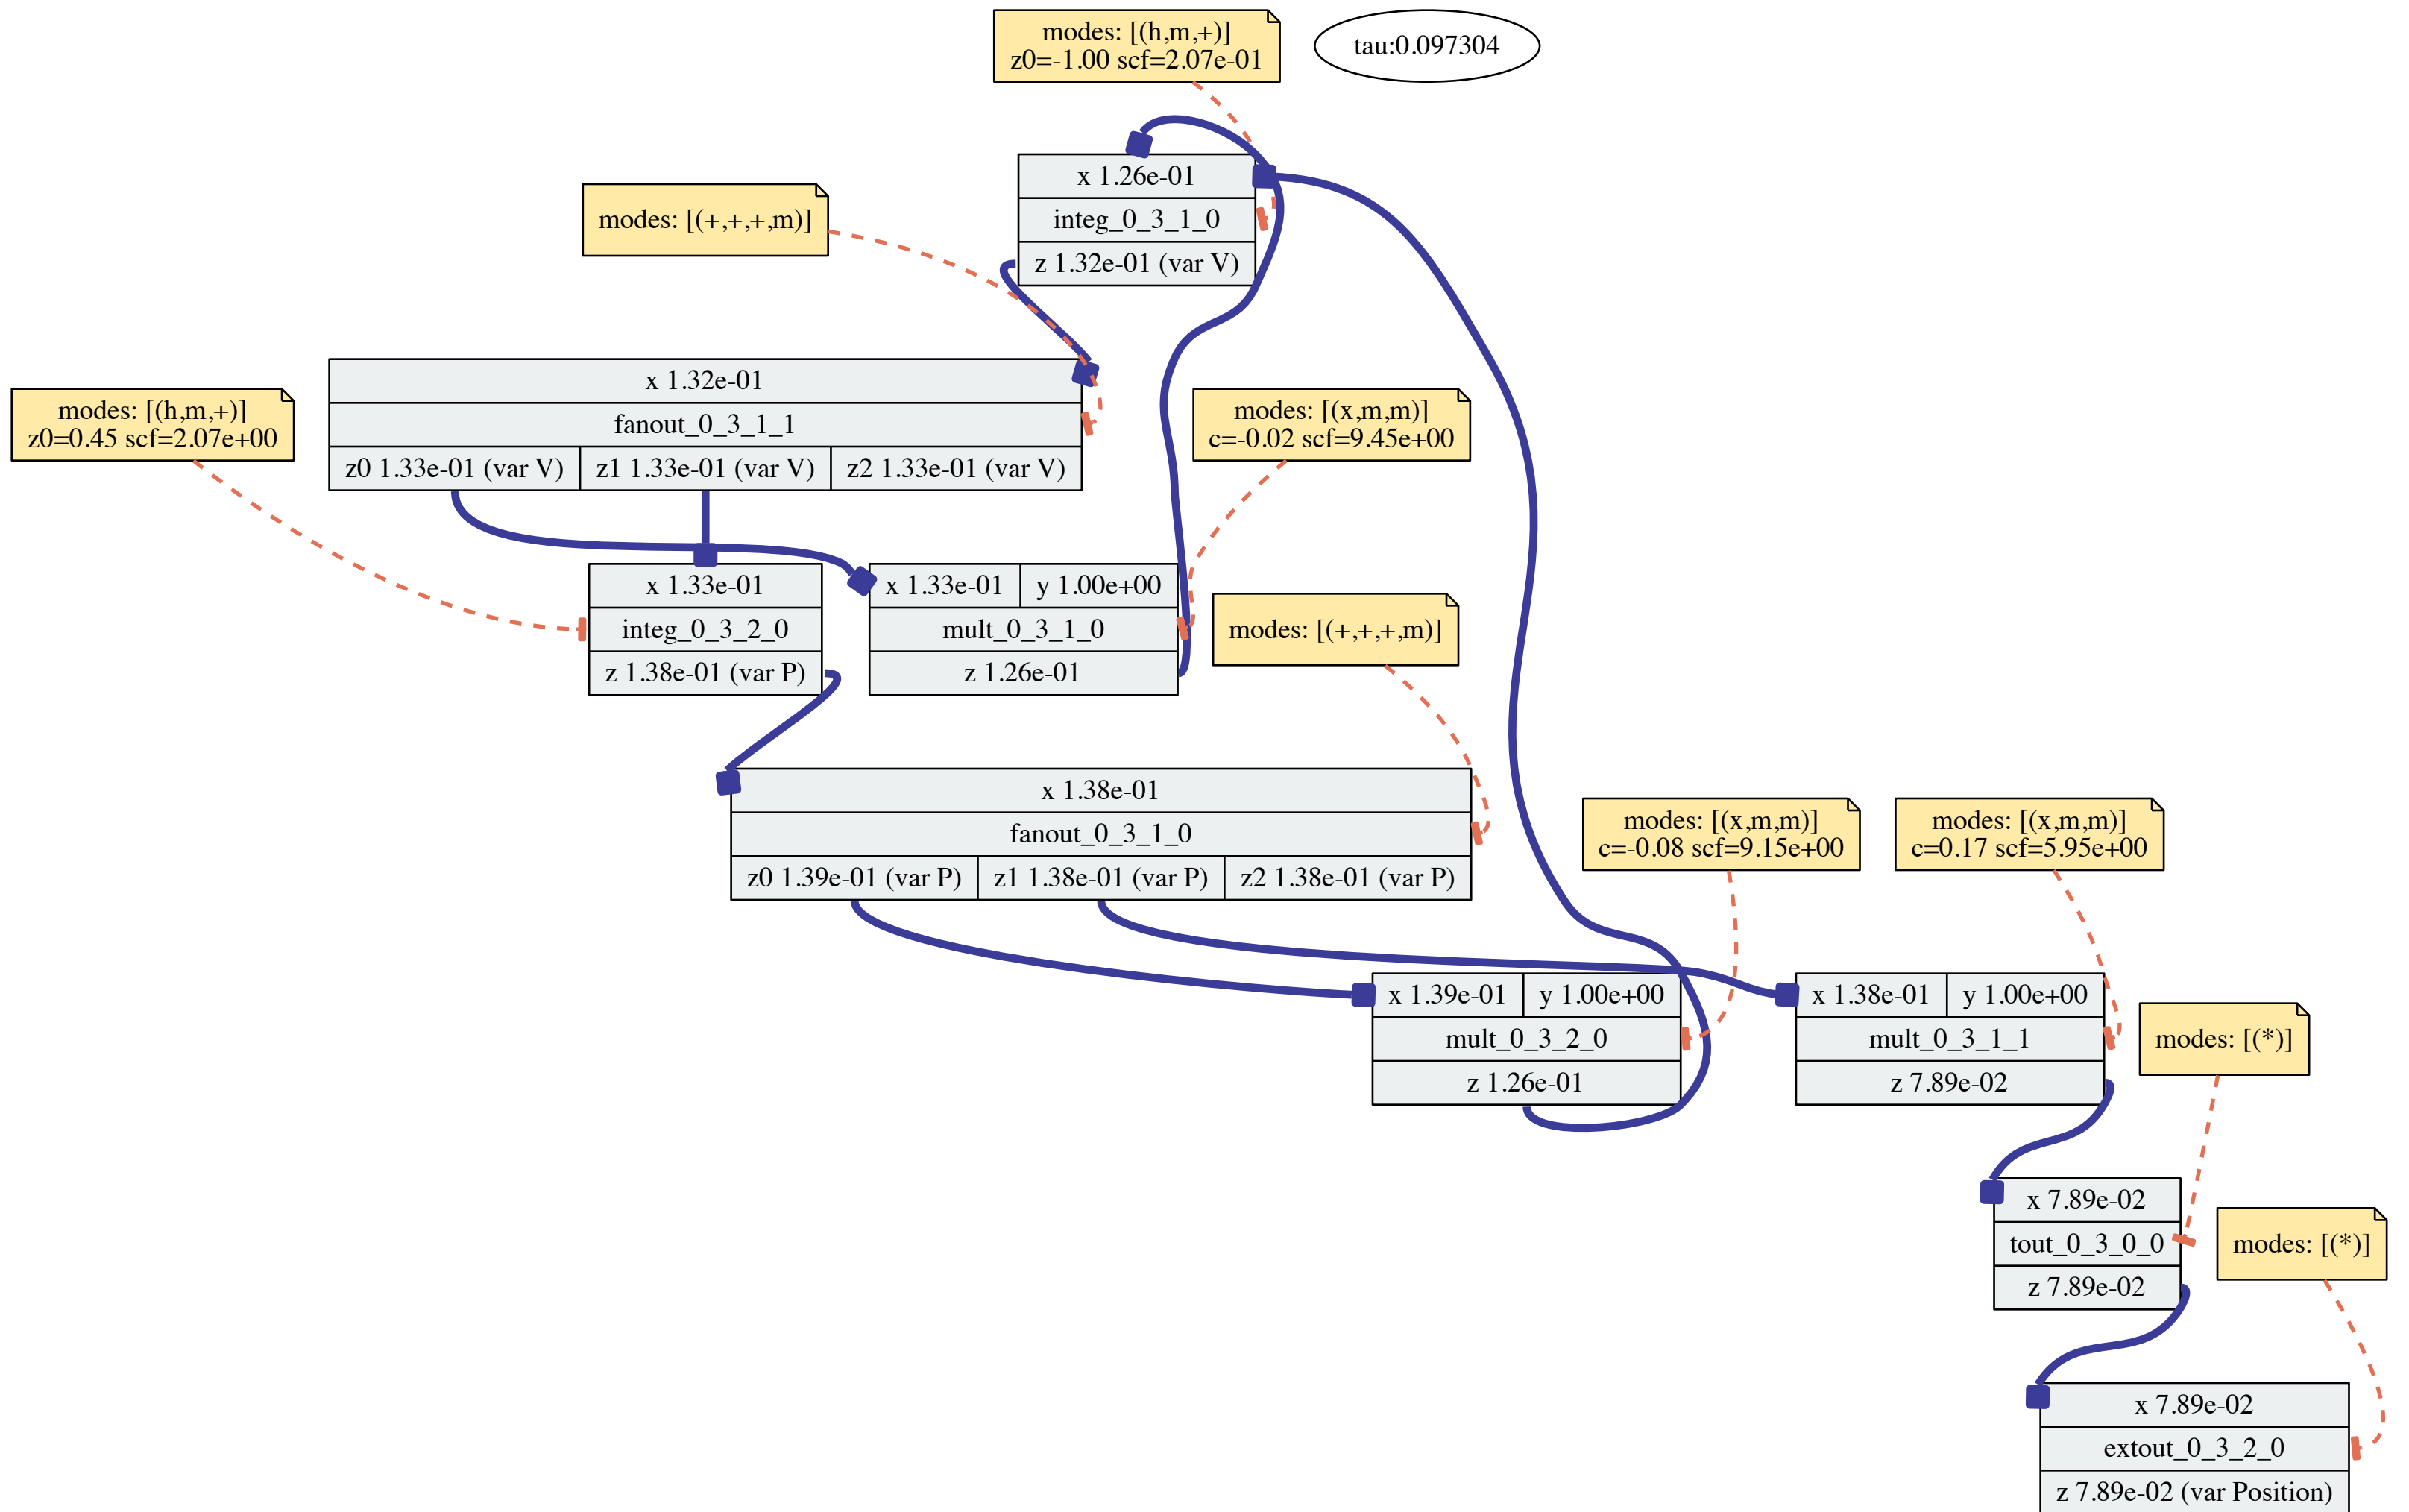 modes: [(h,m,+)]
z0=-1.00 scf=2.07e-01
tau:0.097304
x 1.26e-01
integ_0_3_1_0
z 1.32e-01 (var V)
modes: [(+,+,+,m)]
x 1.32e-01
fanout_0_3_1_1
z0 1.33e-01 (var V)
z1 1.33e-01 (var V)
z2 1.33e-01 (var V)
modes: [(h,m,+)]
z0=0.45 scf=2.07e+00
modes: [(x,m,m)]
c=-0.02 scf=9.45e+00
x 1.33e-01
integ_0_3_2_0
z 1.38e-01 (var P)
x 1.33e-01
y 1.00e+00
mult_0_3_1_0
z 1.26e-01
modes: [(+,+,+,m)]
x 1.38e-01
fanout_0_3_1_0
z0 1.39e-01 (var P)
z1 1.38e-01 (var P)
z2 1.38e-01 (var P)
modes: [(x,m,m)]
c=-0.08 scf=9.15e+00
modes: [(x,m,m)]
c=0.17 scf=5.95e+00
x 1.39e-01
y 1.00e+00
mult_0_3_2_0
z 1.26e-01
x 1.38e-01
y 1.00e+00
mult_0_3_1_1
z 7.89e-02
modes: [(*)]
x 7.89e-02
tout_0_3_0_0
z 7.89e-02
modes: [(*)]
x 7.89e-02
extout_0_3_2_0
z 7.89e-02 (var Position)